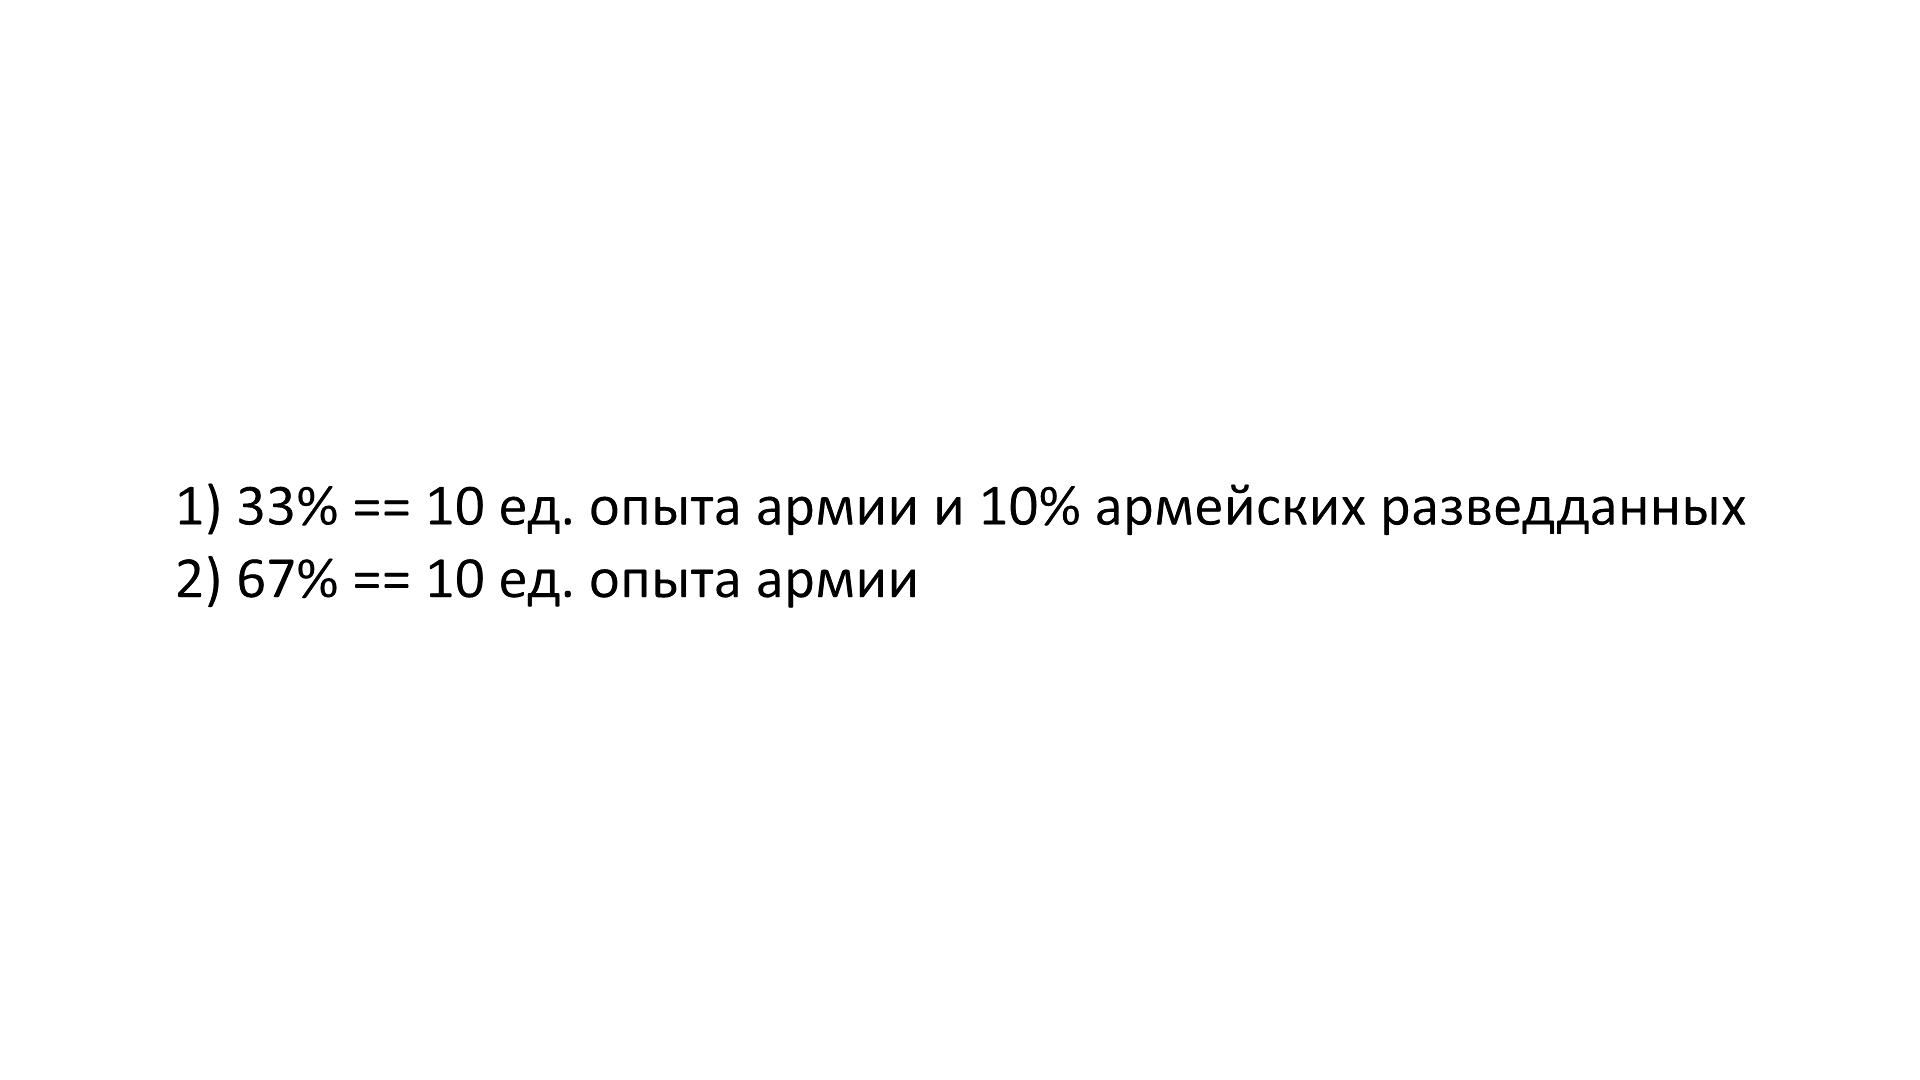 1) 33% == 10 ед. опыта армии и 10% армейских разведданных
2) 67% == 10 ед. опыта армии